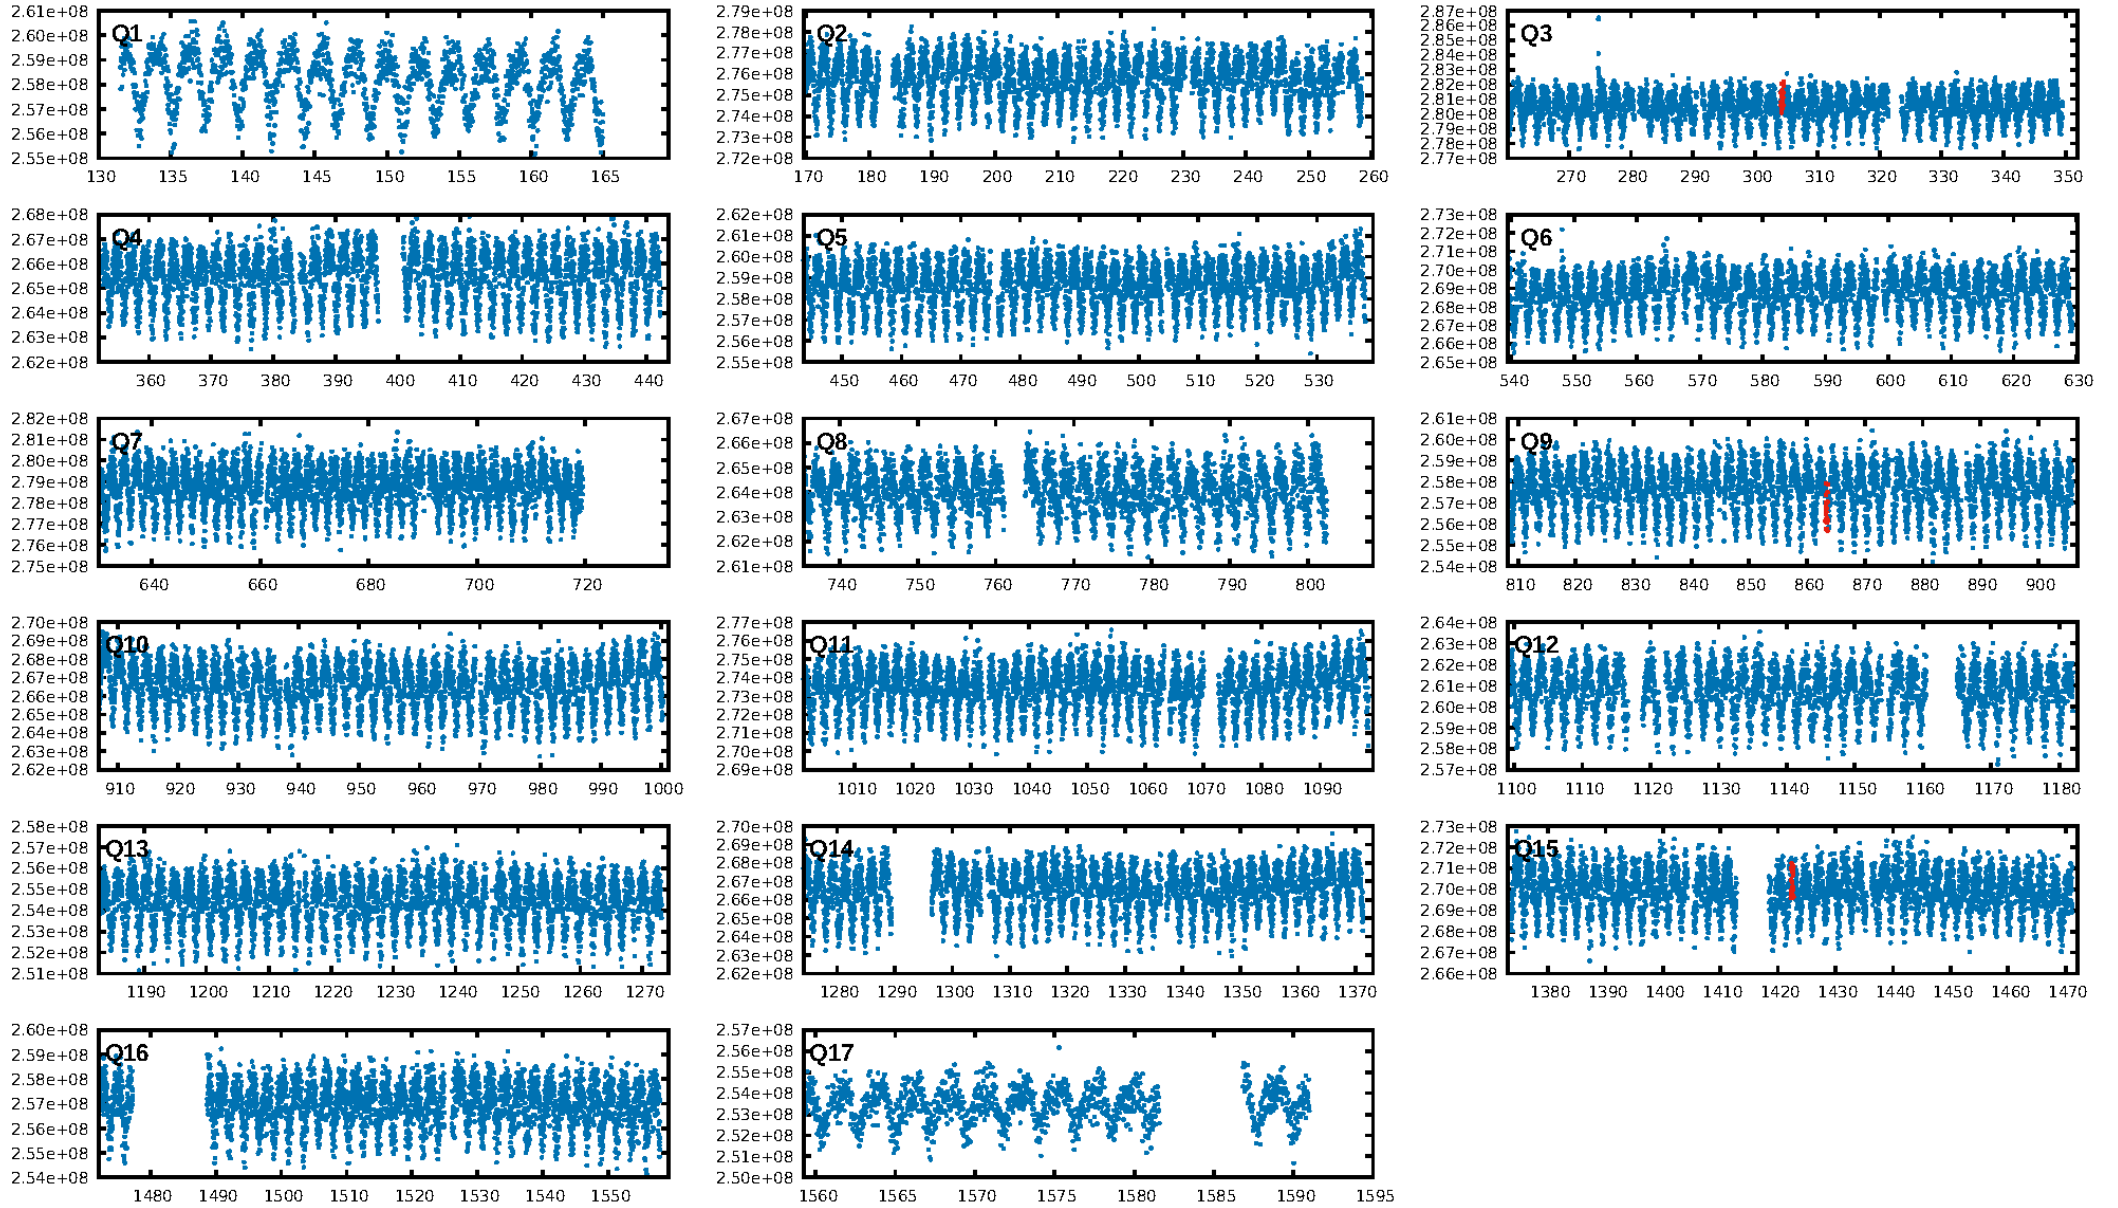 Q1
2.61e+08
2.60e+08
2.59e+08
2.58e+08
2.57e+08
2.56e+08
2.55e+08
130 135 140 145 150 155 160 165
Q2
2.79e+08
2.78e+08
2.77e+08
2.76e+08
2.75e+08
2.74e+08
2.73e+08
2.72e+08
170 180 190 200 210 220 230 240 250 260
Q3
2.87e+08
2.86e+08
2.85e+08
2.84e+08
2.83e+08
2.82e+08
2.81e+08
2.80e+08
2.79e+08
2.78e+08
2.77e+08
270 280 290 300 310 320 330 340 350
Q4
2.68e+08
2.67e+08
2.66e+08
2.65e+08
2.64e+08
2.63e+08
2.62e+08
360 370 380 390 400 410 420 430 440
Q5
2.62e+08
2.61e+08
2.60e+08
2.59e+08
2.58e+08
2.57e+08
2.56e+08
2.55e+08
450 460 470 480 490 500 510 520 530
Q6
2.73e+08
2.72e+08
2.71e+08
2.70e+08
2.69e+08
2.68e+08
2.67e+08
2.66e+08
2.65e+08
540 550 560 570 580 590 600 610 620 630
Q7
2.82e+08
2.81e+08
2.80e+08
2.79e+08
2.78e+08
2.77e+08
2.76e+08
2.75e+08
640 660 680 700 720
Q8
2.67e+08
2.66e+08
2.65e+08
2.64e+08
2.63e+08
2.62e+08
2.61e+08
740 750 760 770 780 790 800
Q9
2.61e+08
2.60e+08
2.59e+08
2.58e+08
2.57e+08
2.56e+08
2.55e+08
2.54e+08
810 820 830 840 850 860 870 880 890 900
Q10
2.70e+08
2.69e+08
2.68e+08
2.67e+08
2.66e+08
2.65e+08
2.64e+08
2.63e+08
2.62e+08
910 920 930 940 950 960 970 980 990 1000
Q11
2.77e+08
2.76e+08
2.75e+08
2.74e+08
2.73e+08
2.72e+08
2.71e+08
2.70e+08
2.69e+08
1010 1020 1030 1040 1050 1060 1070 1080 1090
Q12
2.64e+08
2.63e+08
2.62e+08
2.61e+08
2.60e+08
2.59e+08
2.58e+08
2.57e+08
1100 1110 1120 1130 1140 1150 1160 1170 1180
Q13
2.58e+08
2.57e+08
2.56e+08
2.55e+08
2.54e+08
2.53e+08
2.52e+08
2.51e+08
1190 1200 1210 1220 1230 1240 1250 1260 1270
Q14
2.70e+08
2.69e+08
2.68e+08
2.67e+08
2.66e+08
2.65e+08
2.64e+08
2.63e+08
2.62e+08
1280 1290 1300 1310 1320 1330 1340 1350 1360 1370
Q15
2.73e+08
2.72e+08
2.71e+08
2.70e+08
2.69e+08
2.68e+08
2.67e+08
2.66e+08
1380 1390 1400 1410 1420 1430 1440 1450 1460 1470
Q16
2.60e+08
2.59e+08
2.58e+08
2.57e+08
2.56e+08
2.55e+08
2.54e+08
1480 1490 1500 1510 1520 1530 1540 1550
Q17
2.57e+08
2.56e+08
2.55e+08
2.54e+08
2.53e+08
2.52e+08
2.51e+08
2.50e+08
1560 1565 1570 1575 1580 1585 1590 1595